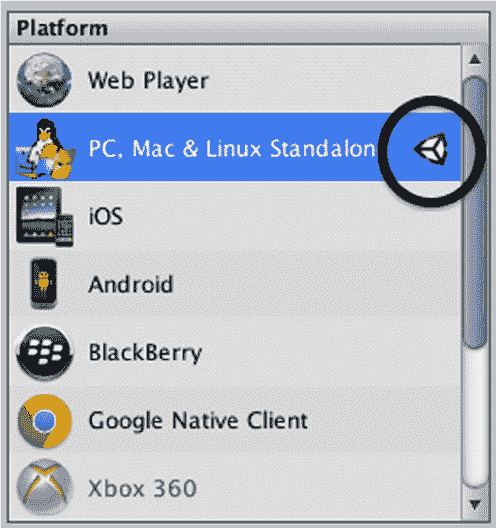 Platform
Web Player
PC, Mac & Linux Standalon
iOS
Android
BlackBerry
Google Native Client
Xbox 360